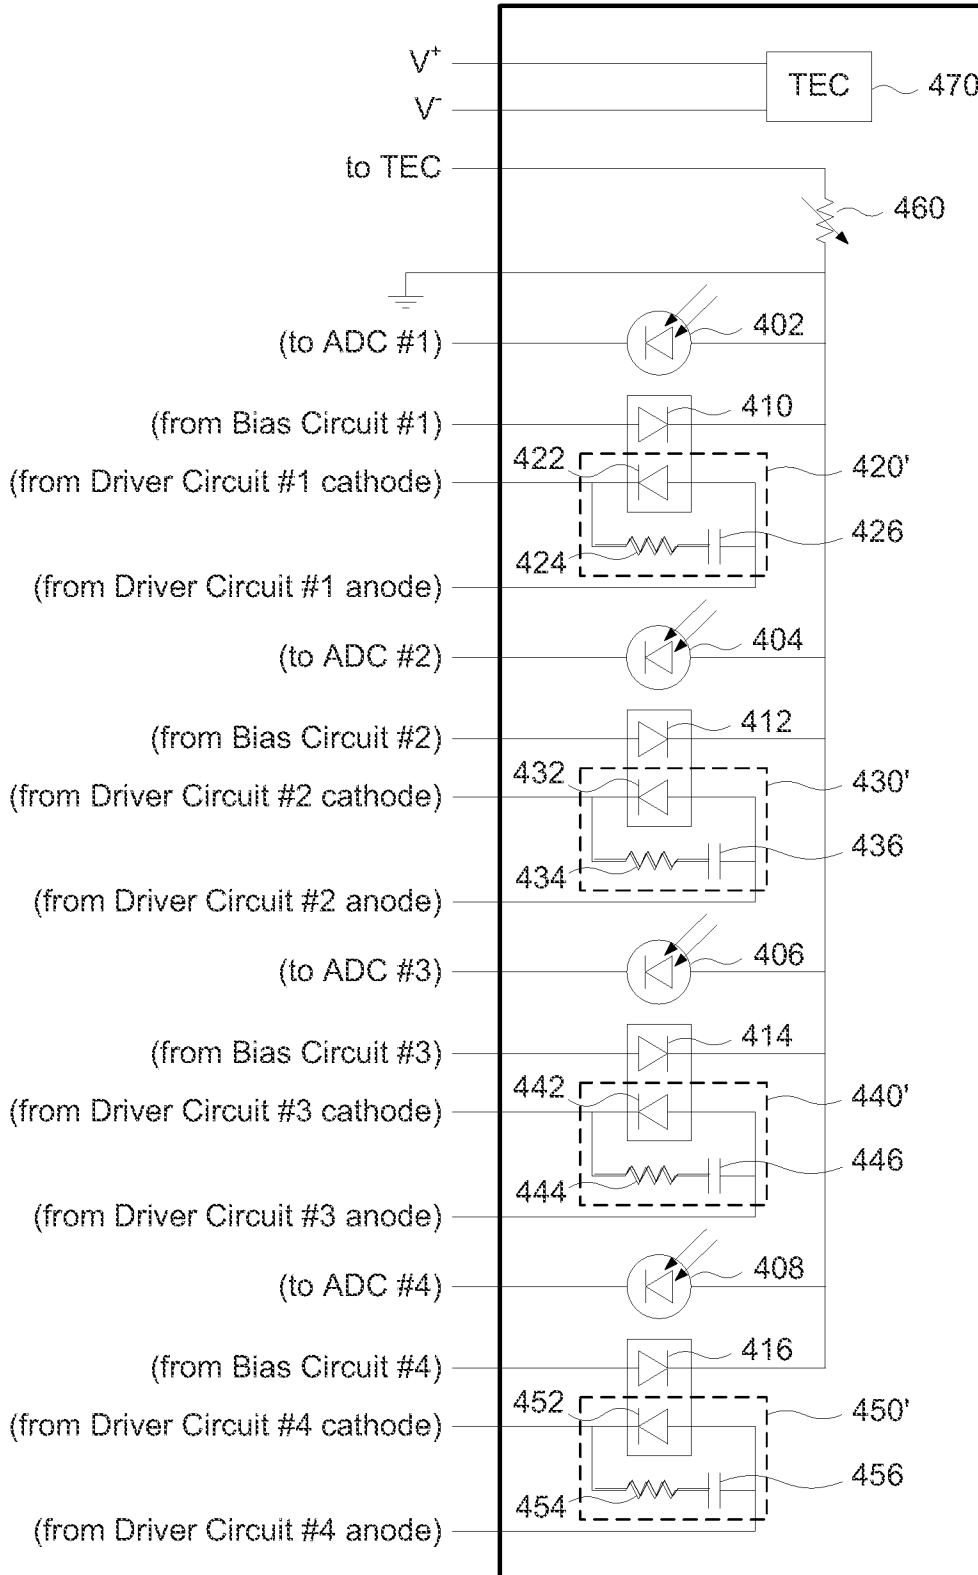 V+
TEC
470
V-
to TEC
460
(to ADC #1)
402
(from Bias Circuit #1)
410
422
420'
(from Driver Circuit #1 cathode)
426
424
(from Driver Circuit #1 anode)
(to ADC #2)
404
(from Bias Circuit #2)
412
432
430'
(from Driver Circuit #2 cathode)
436
434
(from Driver Circuit #2 anode)
(to ADC #3)
406
(from Bias Circuit #3)
414
442
440'
(from Driver Circuit #3 cathode)
446
444
(from Driver Circuit #3 anode)
(to ADC #4)
408
(from Bias Circuit #4)
416
452
450'
(from Driver Circuit #4 cathode)
456
454
(from Driver Circuit #4 anode)